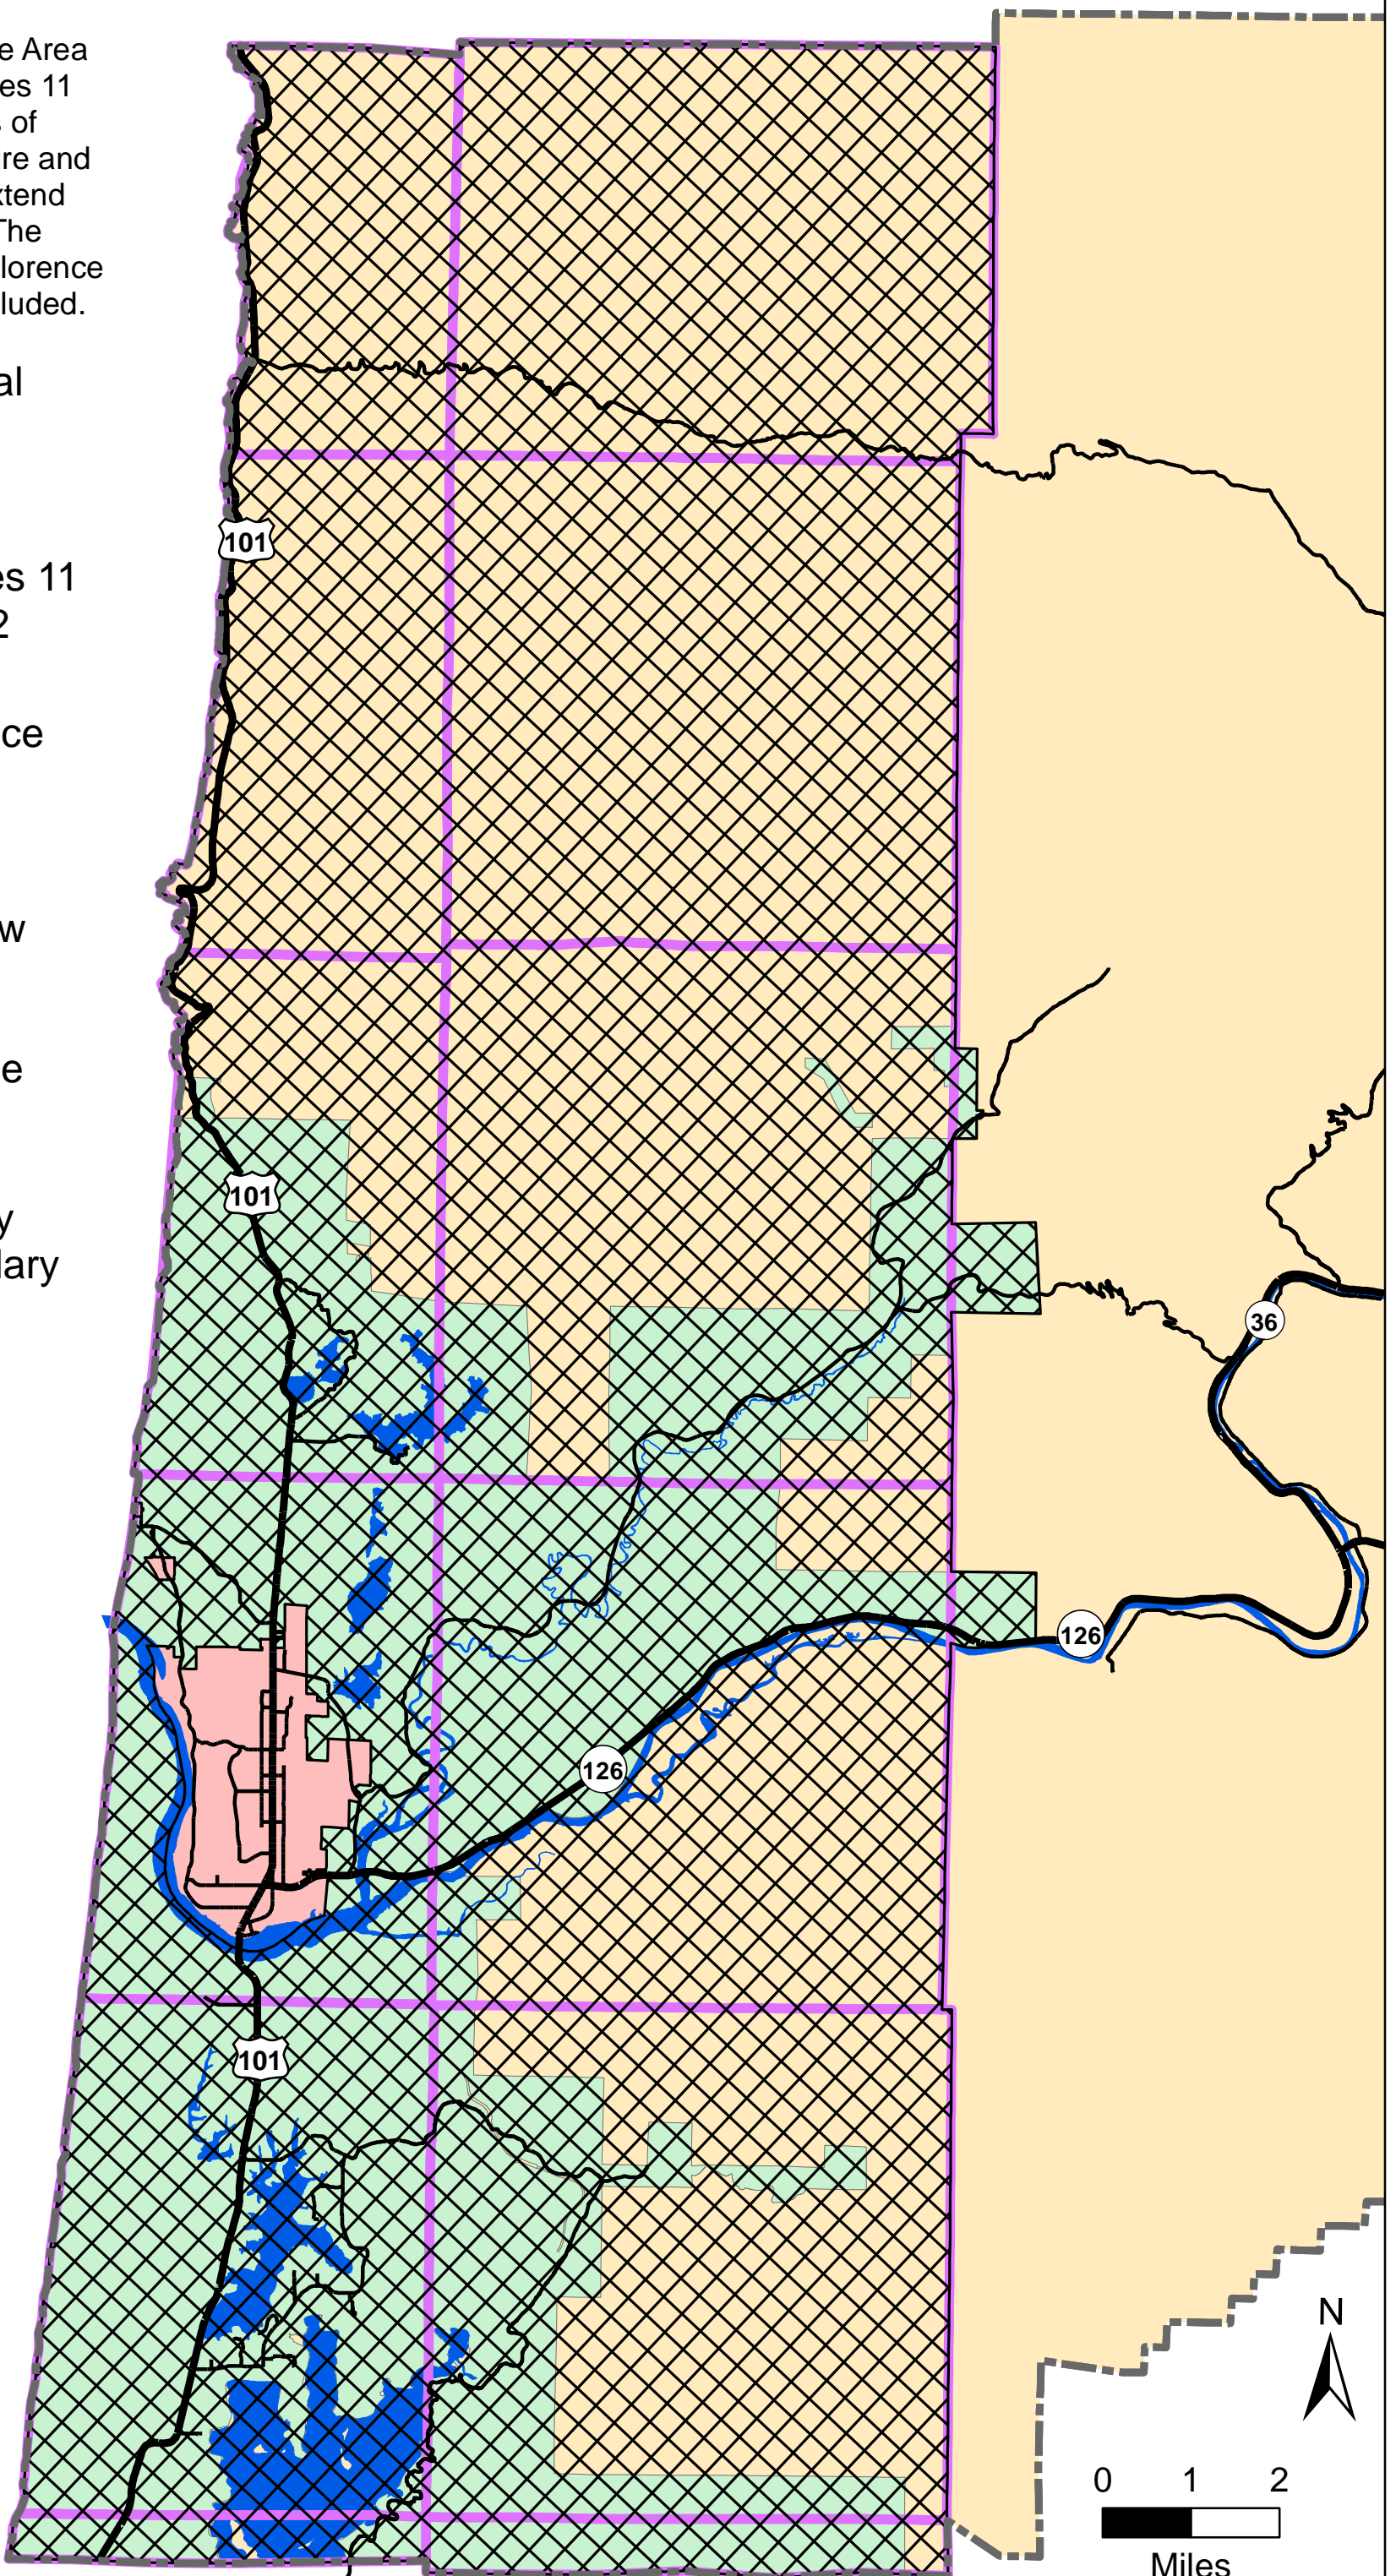 e Area
es 11
s of
ire and
xtend
The
lorence
luded.
al
es 11
2
ce
w
e
y
lary
101
101
36
126
126
101
N
0 1 2
Miles